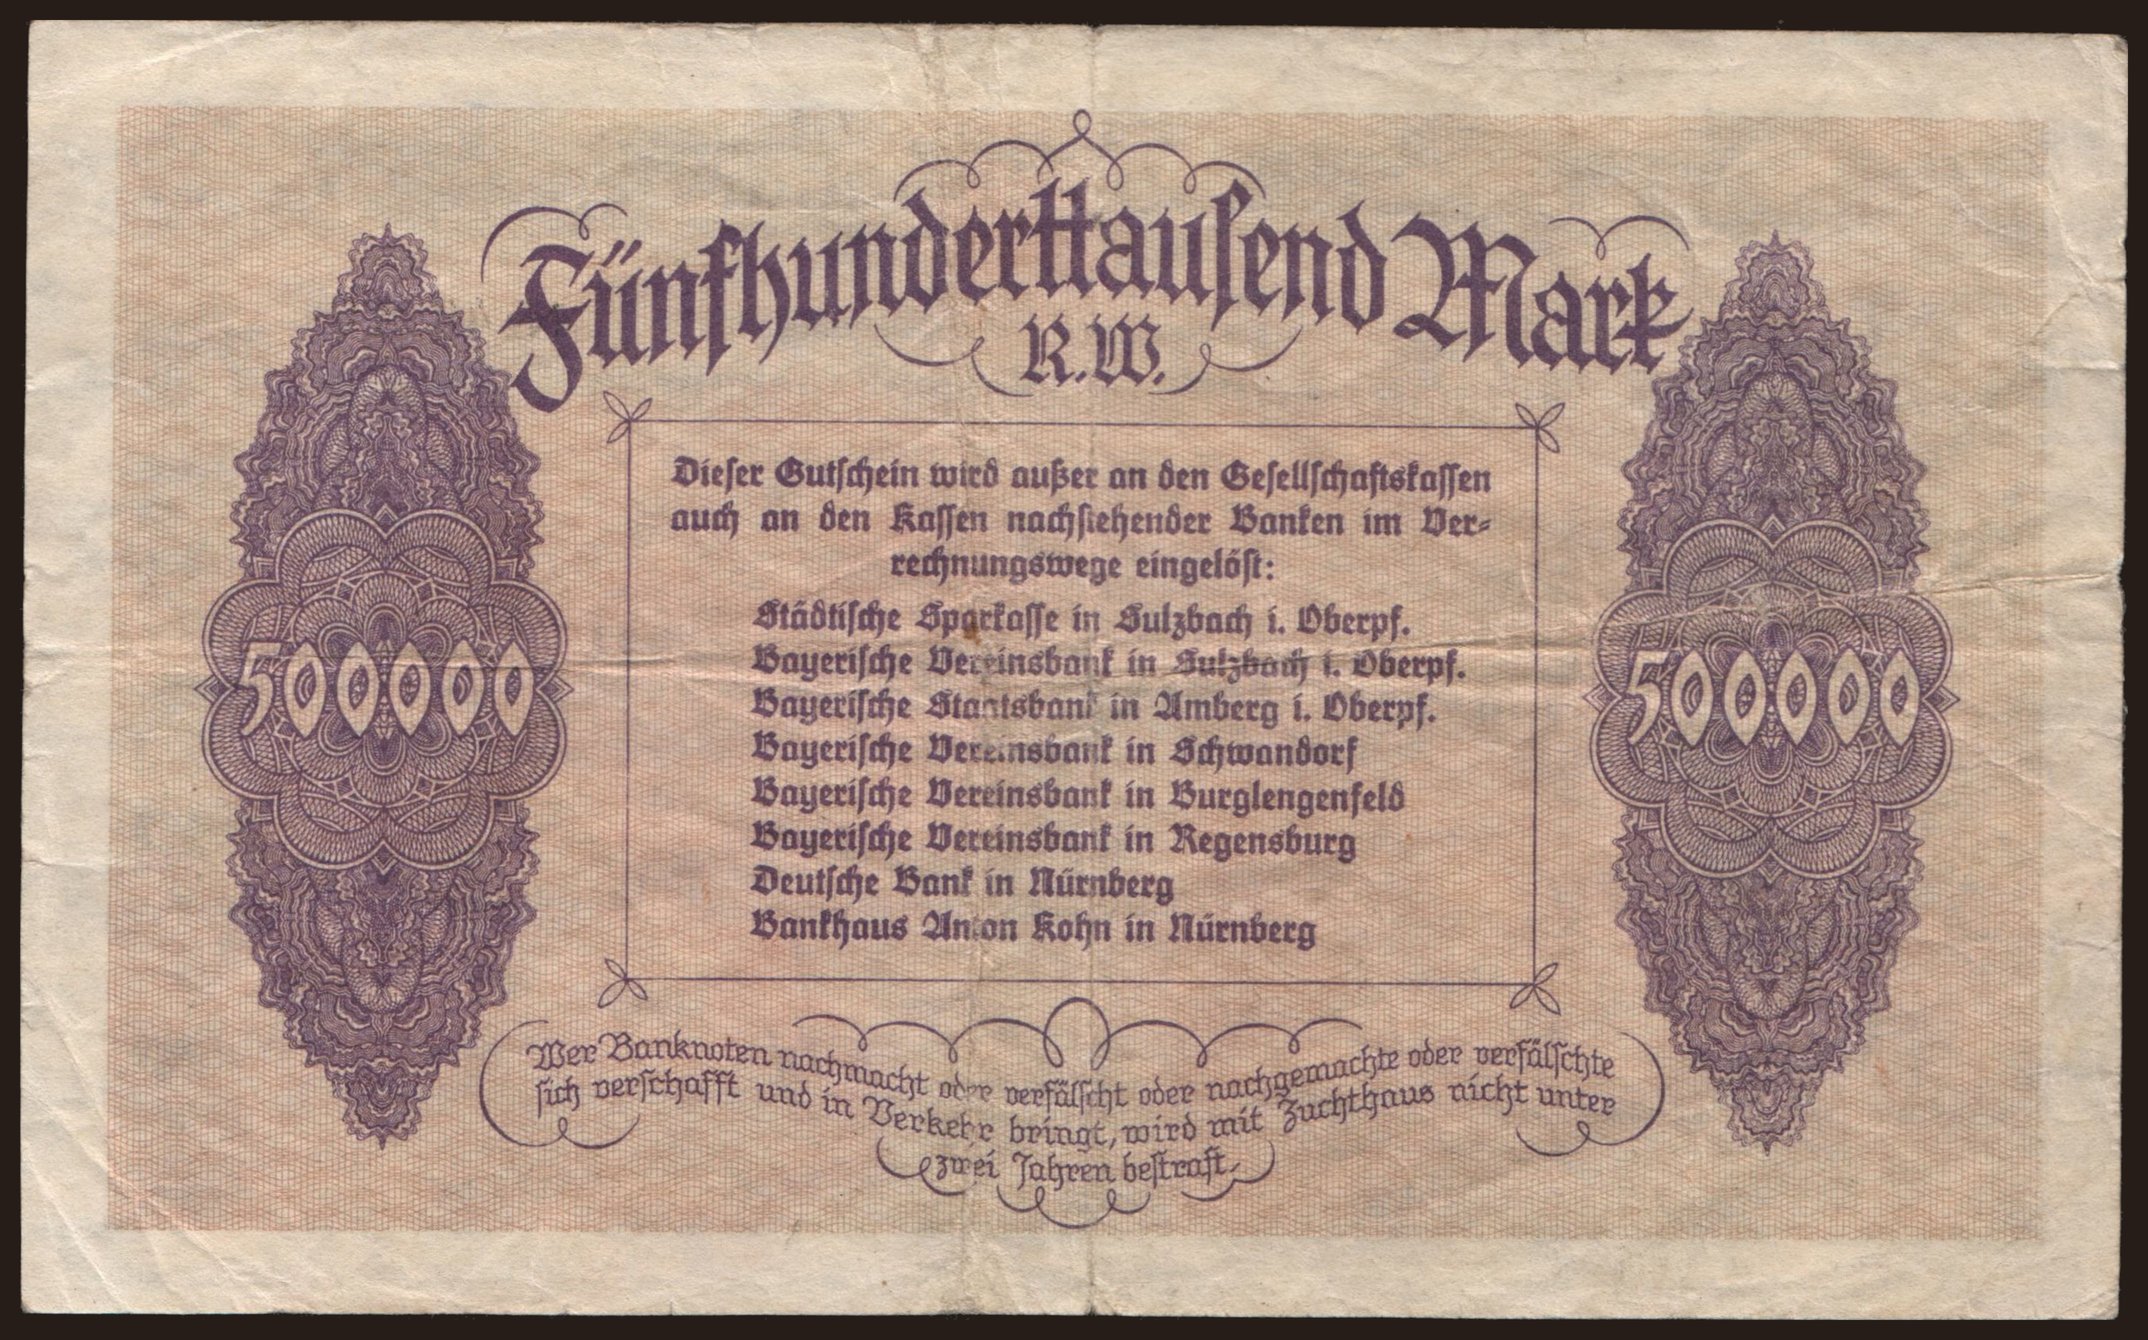 Fünfhunderttausend Mark
R.W.
Dieser Gutschein wird außer an den Gesellschaftskassen
auch an den Kassen nachstehender Banken im Ver-
rechnungswege eingelöst:
Städtische Sparkasse in Sulzbach i. Oberpf.
Bayerische Vereinsbank in Sulzbach i. Oberpf.
Bayerische Staatsbank in Amberg i. Oberpf.
Bayerische Vereinsbank in Schwandorf
Bayerische Vereinsbank in Burglengenfeld
Bayerische Vereinsbank in Regensburg
Deutsche Bank in Nürnberg
Bankhaus Anton Kohn in Nürnberg
500000
500000
Wer Banknoten nachmacht oder verfälscht oder nachgemachte oder verfälschte
sich verschafft und in Verkehr bringt, wird mit Zuchthaus nicht unter
zwei Jahren bestraft.